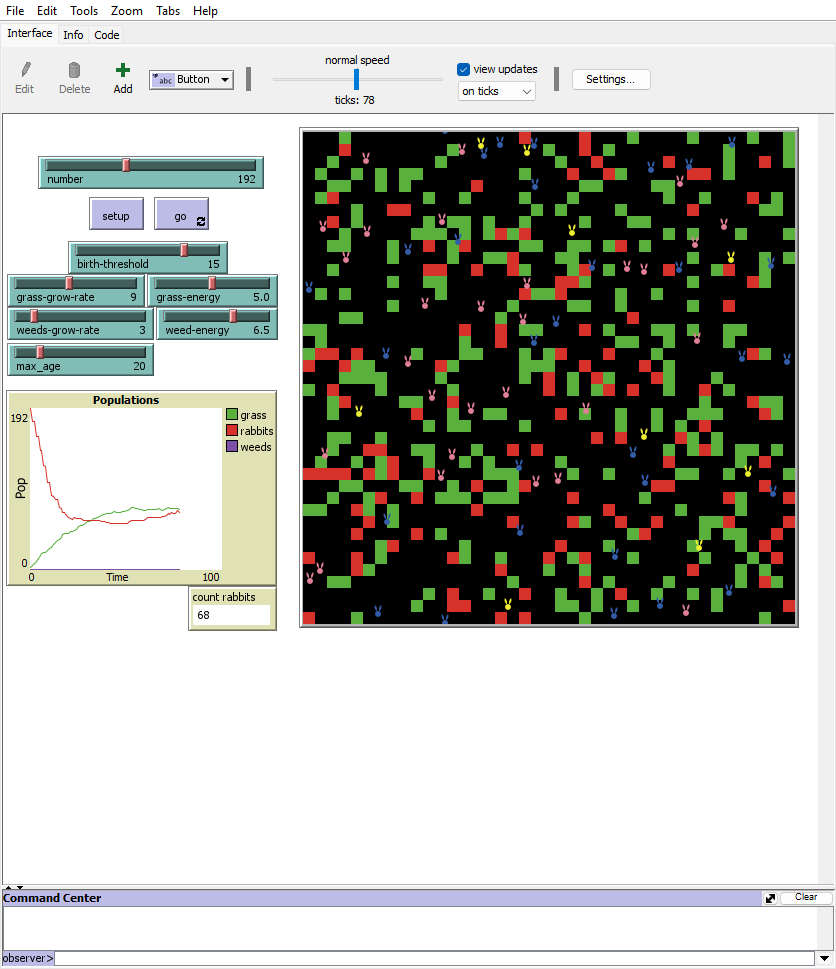 File Edit Tools Zoom Tabs Help
Interface Info Code
Edit Delete Add abc Button
normal speed
ticks: 78
view updates
on ticks
Settings...
number 192
setup go
birth-threshold 15
grass-grow-rate 9 grass-energy 5.0
weeds-grow-rate 3 weed-energy 6.5
max_age 20
Populations
192
Pop
0
0 Time 100
grass
rabbits
weeds
count rabbits
68
Command Center Clear
observer>